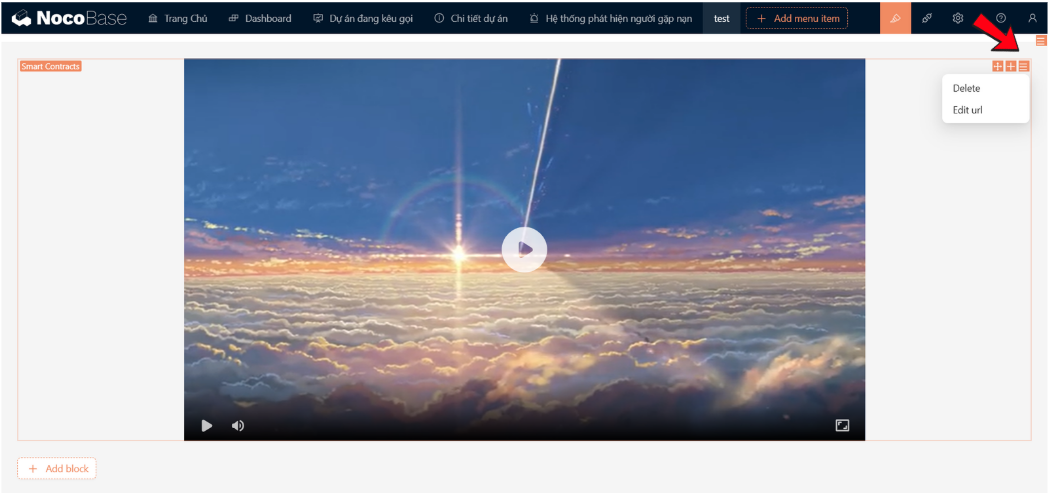 NocoBase Trang Chủ Dashboard Dự án đang kêu gọi Chi tiết dự án Hệ thống phát hiện người gặp nạn test + Add menu item
Smart Contracts
Delete
Edit url
+ Add block